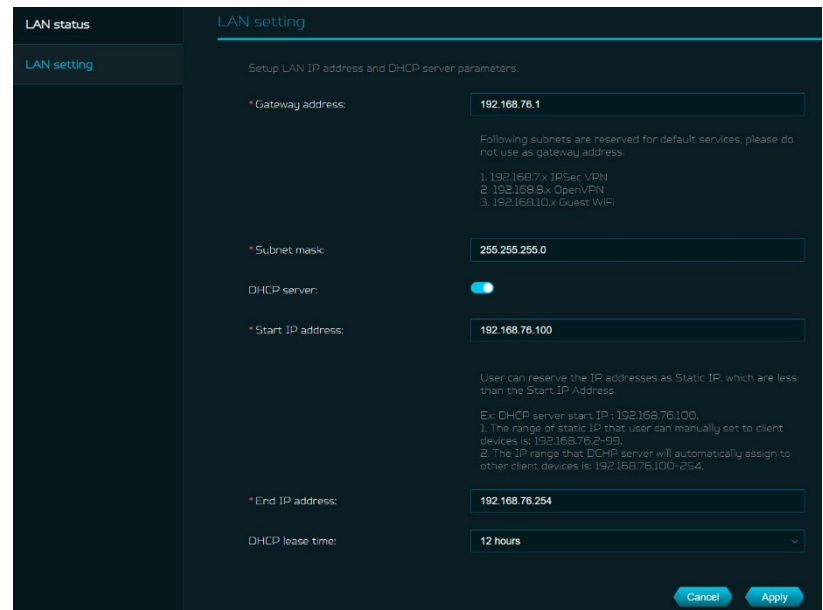 LAN status
LAN setting
LAN setting
Setup LAN IP address and DHCP server parameters.
* Gateway address:
192.168.76.1
Following subnets are reserved for default services, please do
not use as gateway address.
1. 192.168.7.x IPSec VPN
2. 192.168.8.x OpenVPN
3. 192.168.10.x Guest WiFi
* Subnet mask:
255.255.255.0
DHCP server:
* Start IP address:
192.168.76.100
User can reserve the IP addresses as Static IP, which are less
than the Start IP Address.
Ex: DHCP server start IP : 192.168.76.100.
1. The range of static IP that user can manually set to client
devices is: 192.168.76.2-99.
2. The IP range that DCHP server will automatically assign to
other client devices is: 192.168.76.100-254.
* End IP address:
192.168.76.254
DHCP lease time:
12 hours
Cancel
Apply